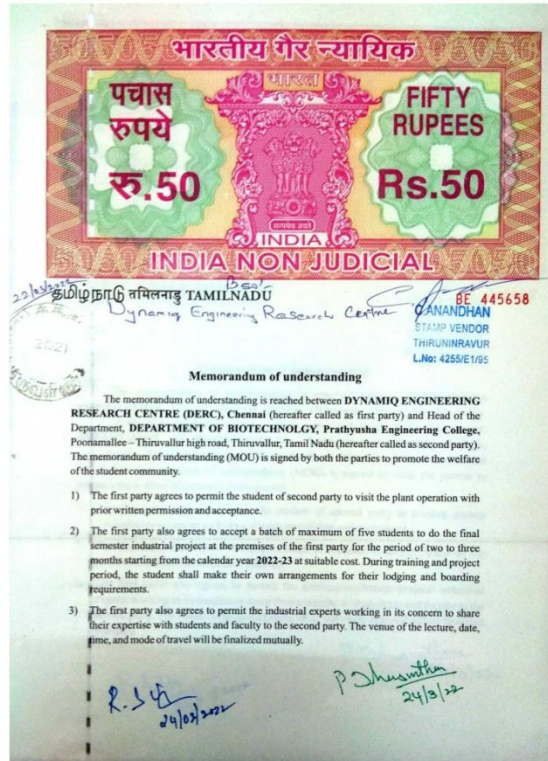 भारतीय गैर न्यायिक
भारत
पचास
रुपये
रु.50
FIFTY
RUPEES
Rs.50
सत्यमेव जयते
INDIA
INDIA NON JUDICIAL
தமிழ்நாடு तमिलनाडु TAMILNADU
BE 445658
Dynamiq Engineering Research Centre
C.ANANDHAN
STAMP VENDOR
THIRUNINRAVUR
L.No: 4255/E1/95
2021
Memorandum of understanding
The memorandum of understanding is reached between DYNAMIQ ENGINEERING
RESEARCH CENTRE (DERC), Chennai (hereafter called as first party) and Head of the
Department, DEPARTMENT OF BIOTECHNOLGY, Prathyusha Engineering College,
Poonamallee – Thiruvallur high road, Thiruvallur, Tamil Nadu (hereafter called as second party).
The memorandum of understanding (MOU) is signed by both the parties to promote the welfare
of the student community.
1) The first party agrees to permit the student of second party to visit the plant operation with
prior written permission and acceptance.
2) The first party also agrees to accept a batch of maximum of five students to do the final
semester industrial project at the premises of the first party for the period of two to three
months starting from the calendar year 2022-23 at suitable cost. During training and project
period, the student shall make their own arrangements for their lodging and boarding
requirements.
3) The first party also agrees to permit the industrial experts working in its concern to share
their expertise with students and faculty to the second party. The venue of the lecture, date,
time, and mode of travel will be finalized mutually.
24/03/2022
24/3/22